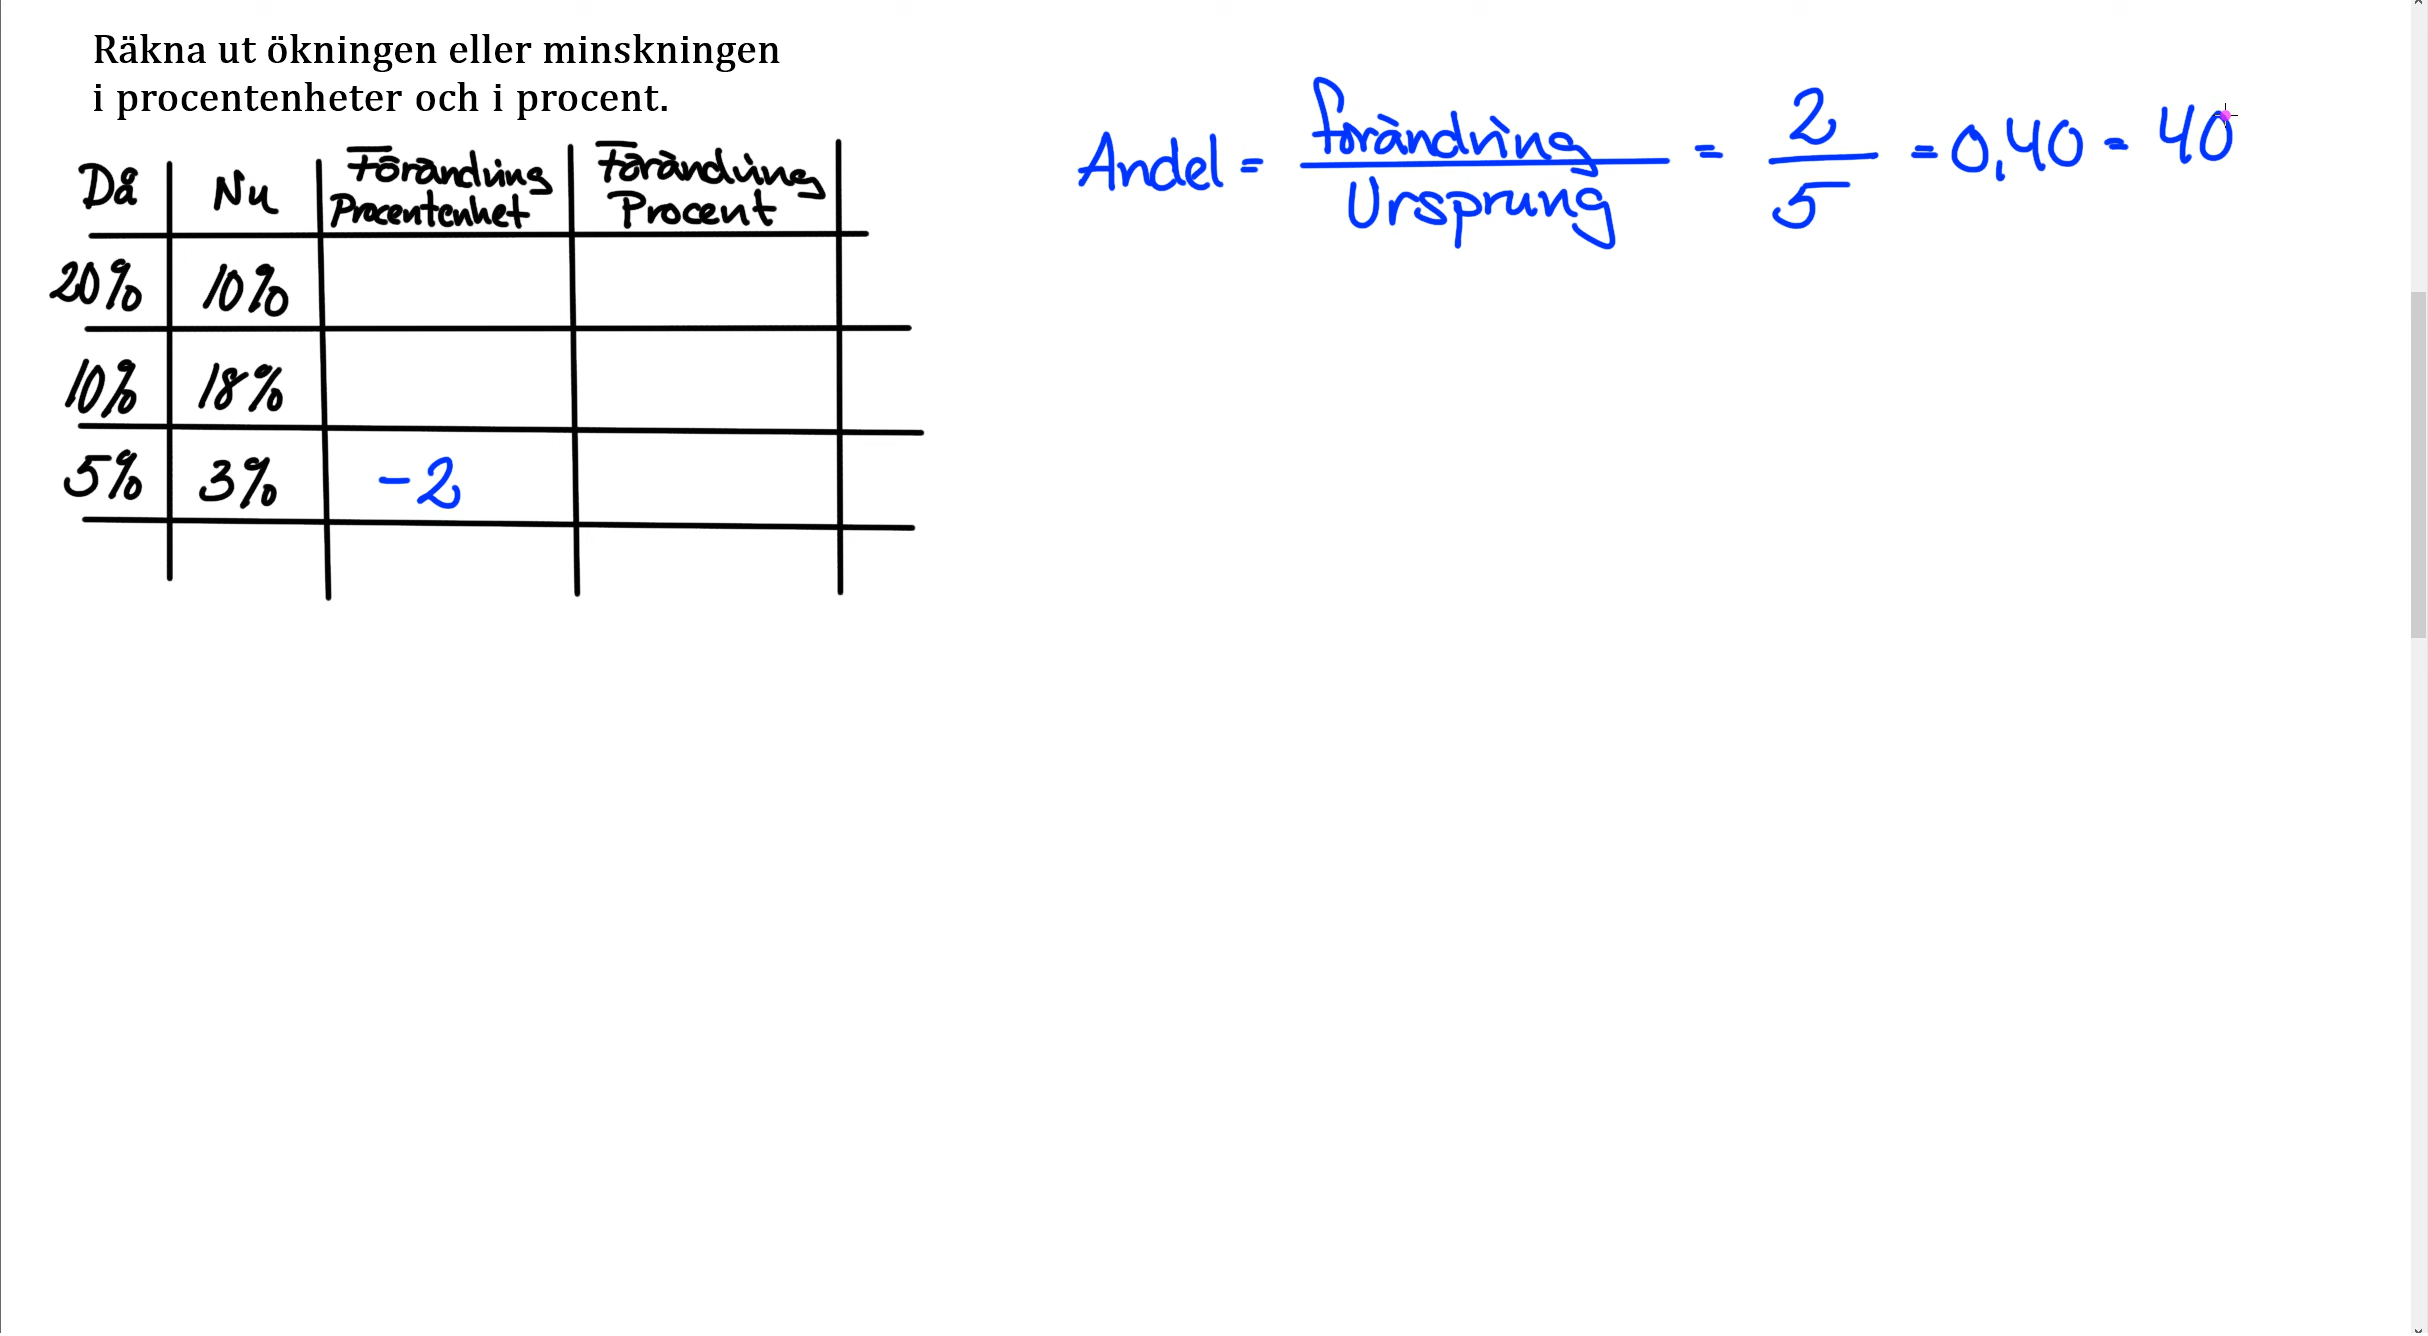 Räkna ut ökningen eller minskningen
i procentenheter och i procent.
Då Nu Förändring Procentenhet Förändring Procent
20% 10%
10% 18%
5% 3% -2
Andel = förändring / Ursprung = 2 / 5 = 0,40 = 40